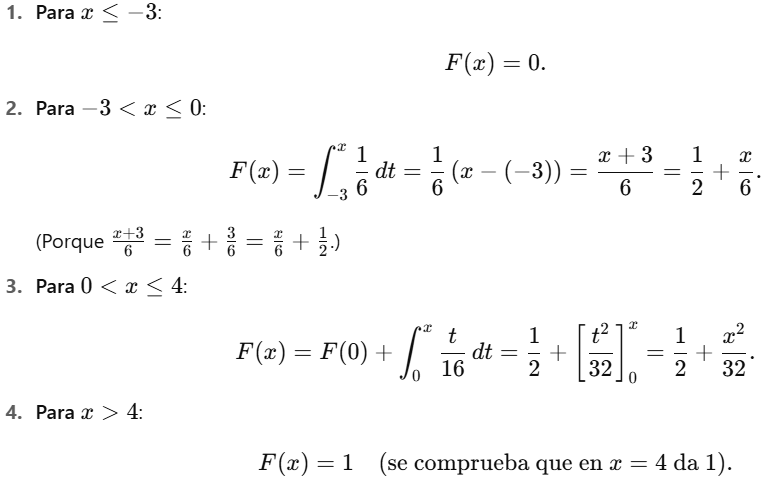 1. Para $x \leq -3$:
$$F(x) = 0.$$
2. Para $-3 < x \leq 0$:
$$F(x) = \int_{-3}^{x} \frac{1}{6}\, dt = \frac{1}{6}\,(x - (-3)) = \frac{x+3}{6} = \frac{1}{2} + \frac{x}{6}.$$
(Porque $\frac{x+3}{6} = \frac{x}{6} + \frac{3}{6} = \frac{x}{6} + \frac{1}{2}$.)
3. Para $0 < x \leq 4$:
$$F(x) = F(0) + \int_{0}^{x} \frac{t}{16}\, dt = \frac{1}{2} + \left[\frac{t^2}{32}\right]_{0}^{x} = \frac{1}{2} + \frac{x^2}{32}.$$
4. Para $x > 4$:
$$F(x) = 1 \quad \text{(se comprueba que en } x = 4 \text{ da } 1).$$